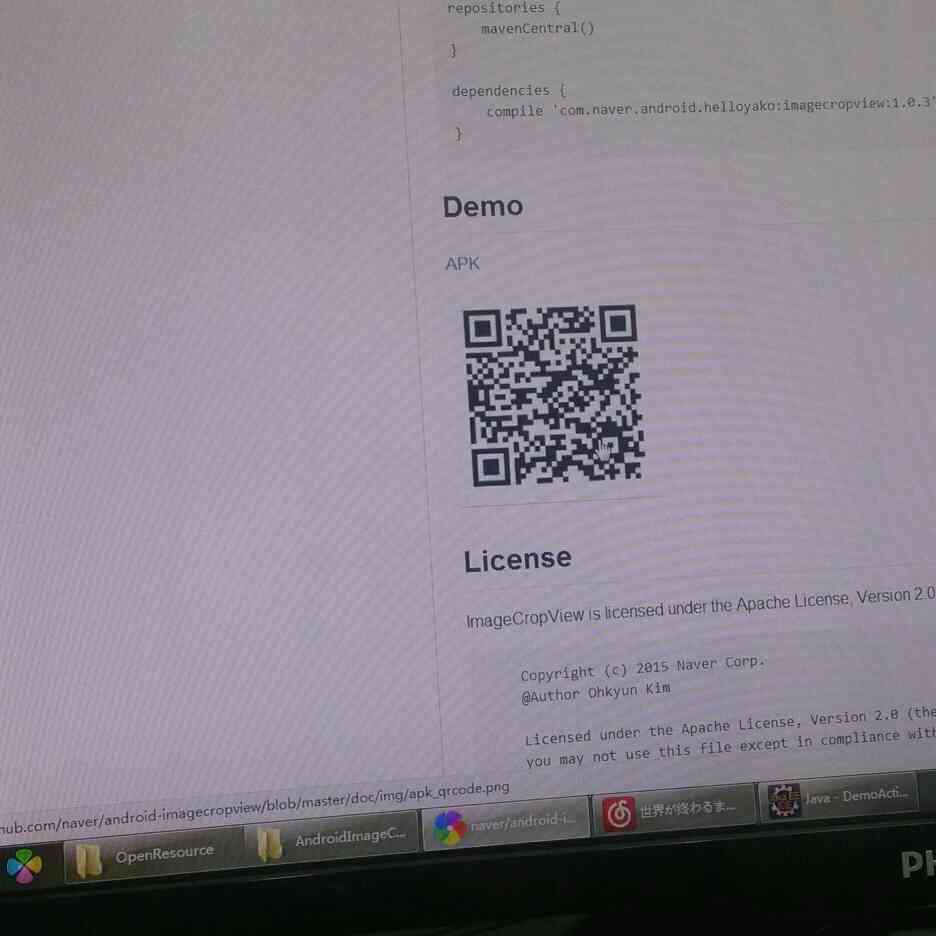 repositories {
mavenCentral()
}
dependencies {
compile 'com.naver.android.helloyako:imagecropview:1.0.3'
}
Demo
APK
License
ImageCropView is licensed under the Apache License, Version 2.0
Copyright (c) 2015 Naver Corp.
@Author Ohkyun Kim
Licensed under the Apache License, Version 2.0 (the
you may not use this file except in compliance with
hub.com/naver/android-imagecropview/blob/master/doc/img/apk_qrcode.png
OpenResource
AndroidImageC...
naver/android-i...
世界が終わるま...
Java - DemoActi...
PH